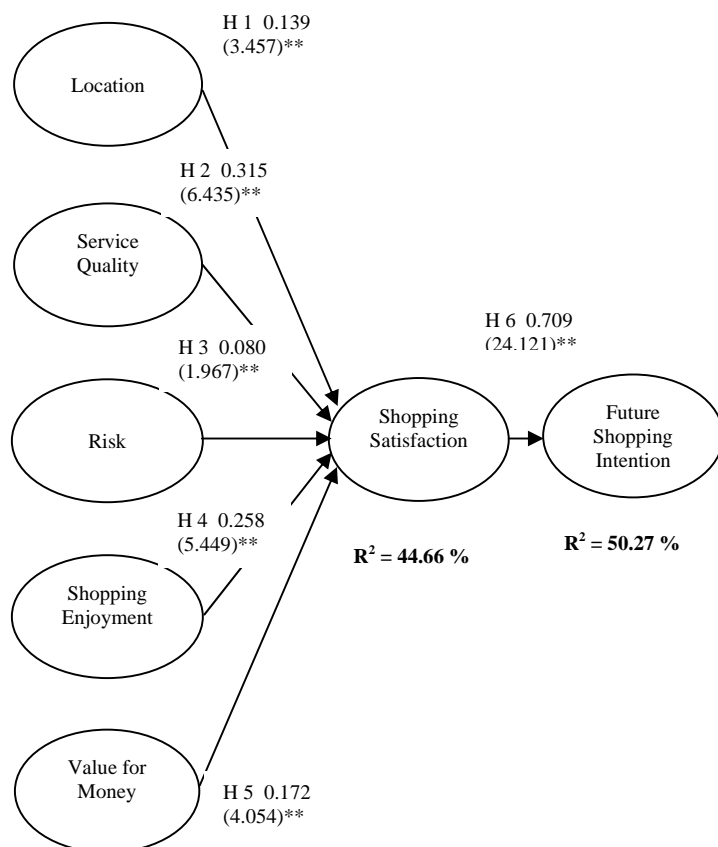 H 1 0.139
(3.457)**
Location
H 2 0.315
(6.435)**
Service
Quality
H 3 0.080
(1.967)**
Risk
H 4 0.258
(5.449)**
Shopping
Enjoyment
Value for
Money
H 5 0.172
(4.054)**
Shopping
Satisfaction
R² = 44.66 %
H 6 0.709
(24.121)**
Future
Shopping
Intention
R² = 50.27 %